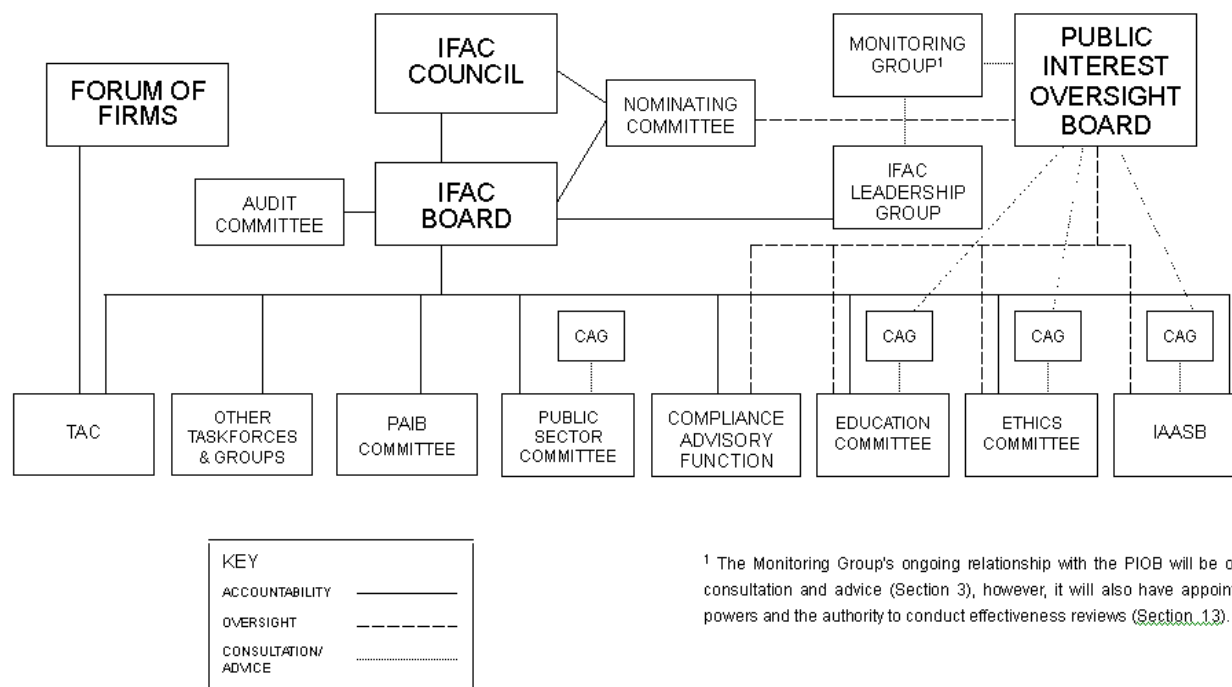 FORUM OF
FIRMS
IFAC
COUNCIL
NOMINATING
COMMITTEE
MONITORING
GROUP¹
PUBLIC
INTEREST
OVERSIGHT
BOARD
AUDIT
COMMITTEE
IFAC
BOARD
IFAC
LEADERSHIP
GROUP
CAG
CAG
CAG
CAG
TAC
OTHER
TASKFORCES
& GROUPS
PAIB
COMMITTEE
PUBLIC
SECTOR
COMMITTEE
COMPLIANCE
ADVISORY
FUNCTION
EDUCATION
COMMITTEE
ETHICS
COMMITTEE
IAASB
KEY
ACCOUNTABILITY
OVERSIGHT
CONSULTATION/
ADVICE
¹ The Monitoring Group's ongoing relationship with the PIOB will be
consultation and advice (Section 3), however, it will also have
powers and the authority to conduct effectiveness reviews (Section 13).